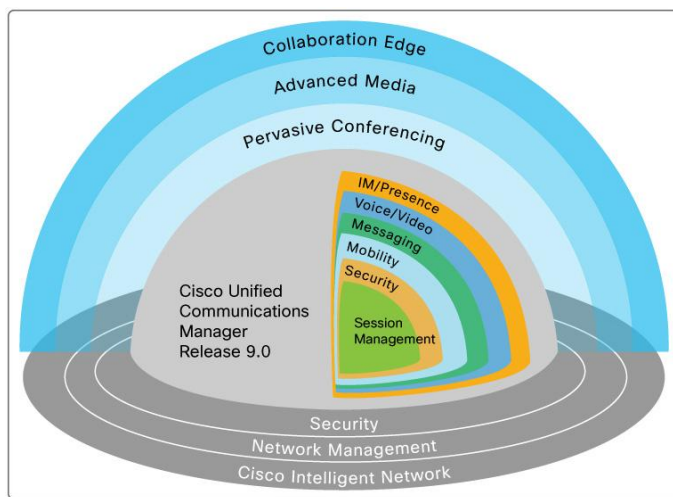 Collaboration Edge
Advanced Media
Pervasive Conferencing
IM/Presence
Voice/Video
Messaging
Mobility
Security
Session
Management
Cisco Unified
Communications
Manager
Release 9.0
Security
Network Management
Cisco Intelligent Network